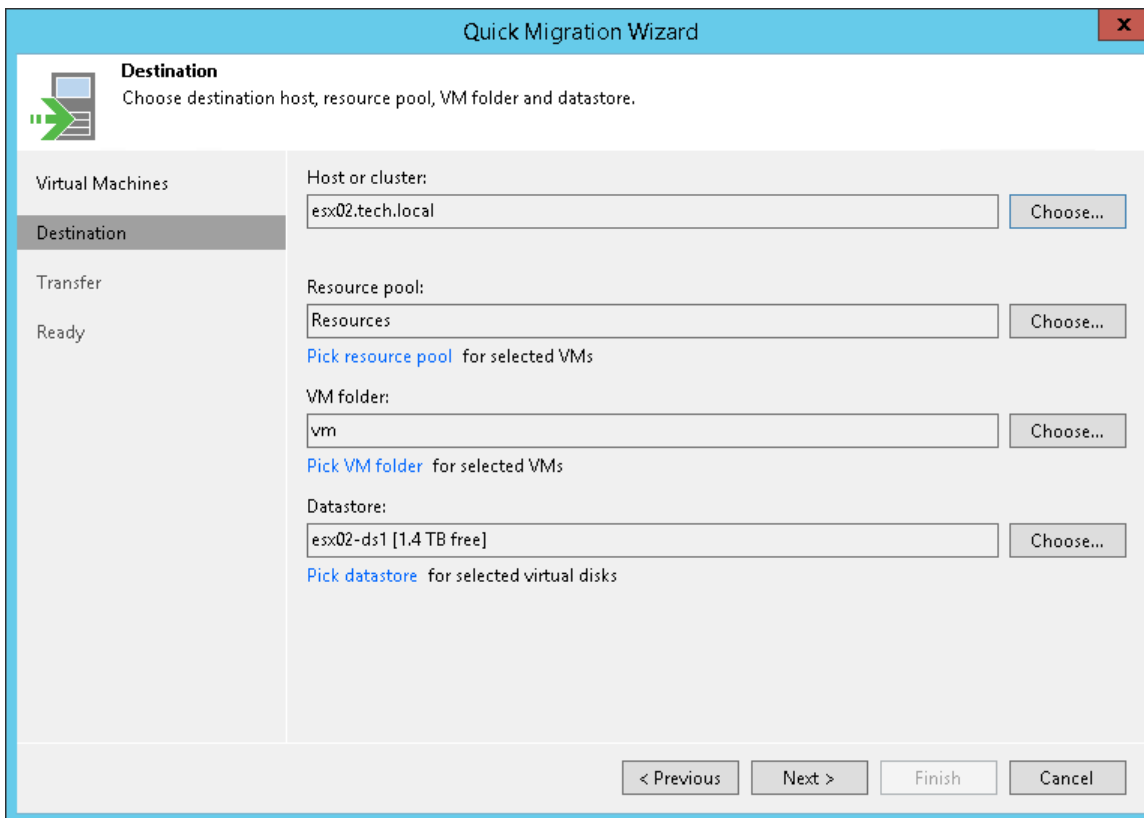 Quick Migration Wizard
x
Destination
Choose destination host, resource pool, VM folder and datastore.
Virtual Machines
Destination
Transfer
Ready
Host or cluster:
esx02.tech.local
Choose...
Resource pool:
Resources
Choose...
Pick resource pool for selected VMs
VM folder:
vm
Choose...
Pick VM folder for selected VMs
Datastore:
esx02-ds1 [1.4 TB free]
Choose...
Pick datastore for selected virtual disks
< Previous
Next >
Finish
Cancel